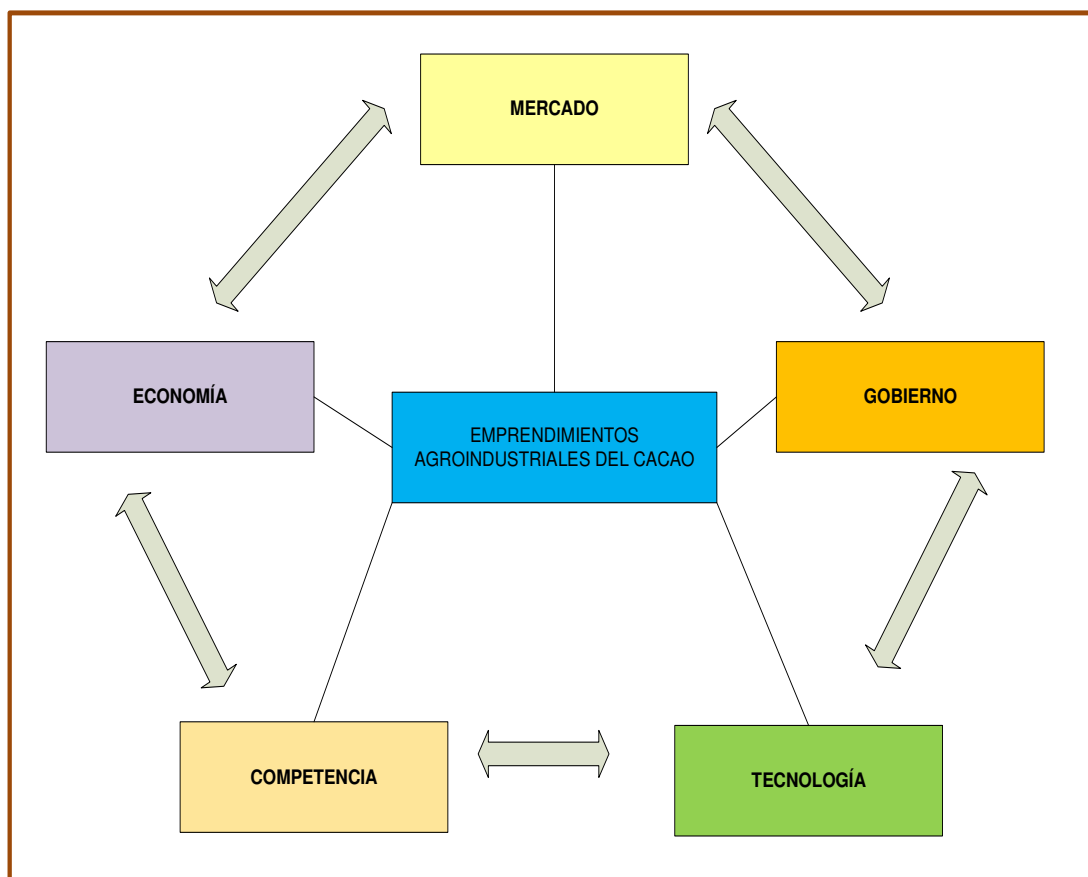 MERCADO
ECONOMÍA
GOBIERNO
EMPRENDIMIENTOS
AGROINDUSTRIALES DEL CACAO
COMPETENCIA
TECNOLOGÍA